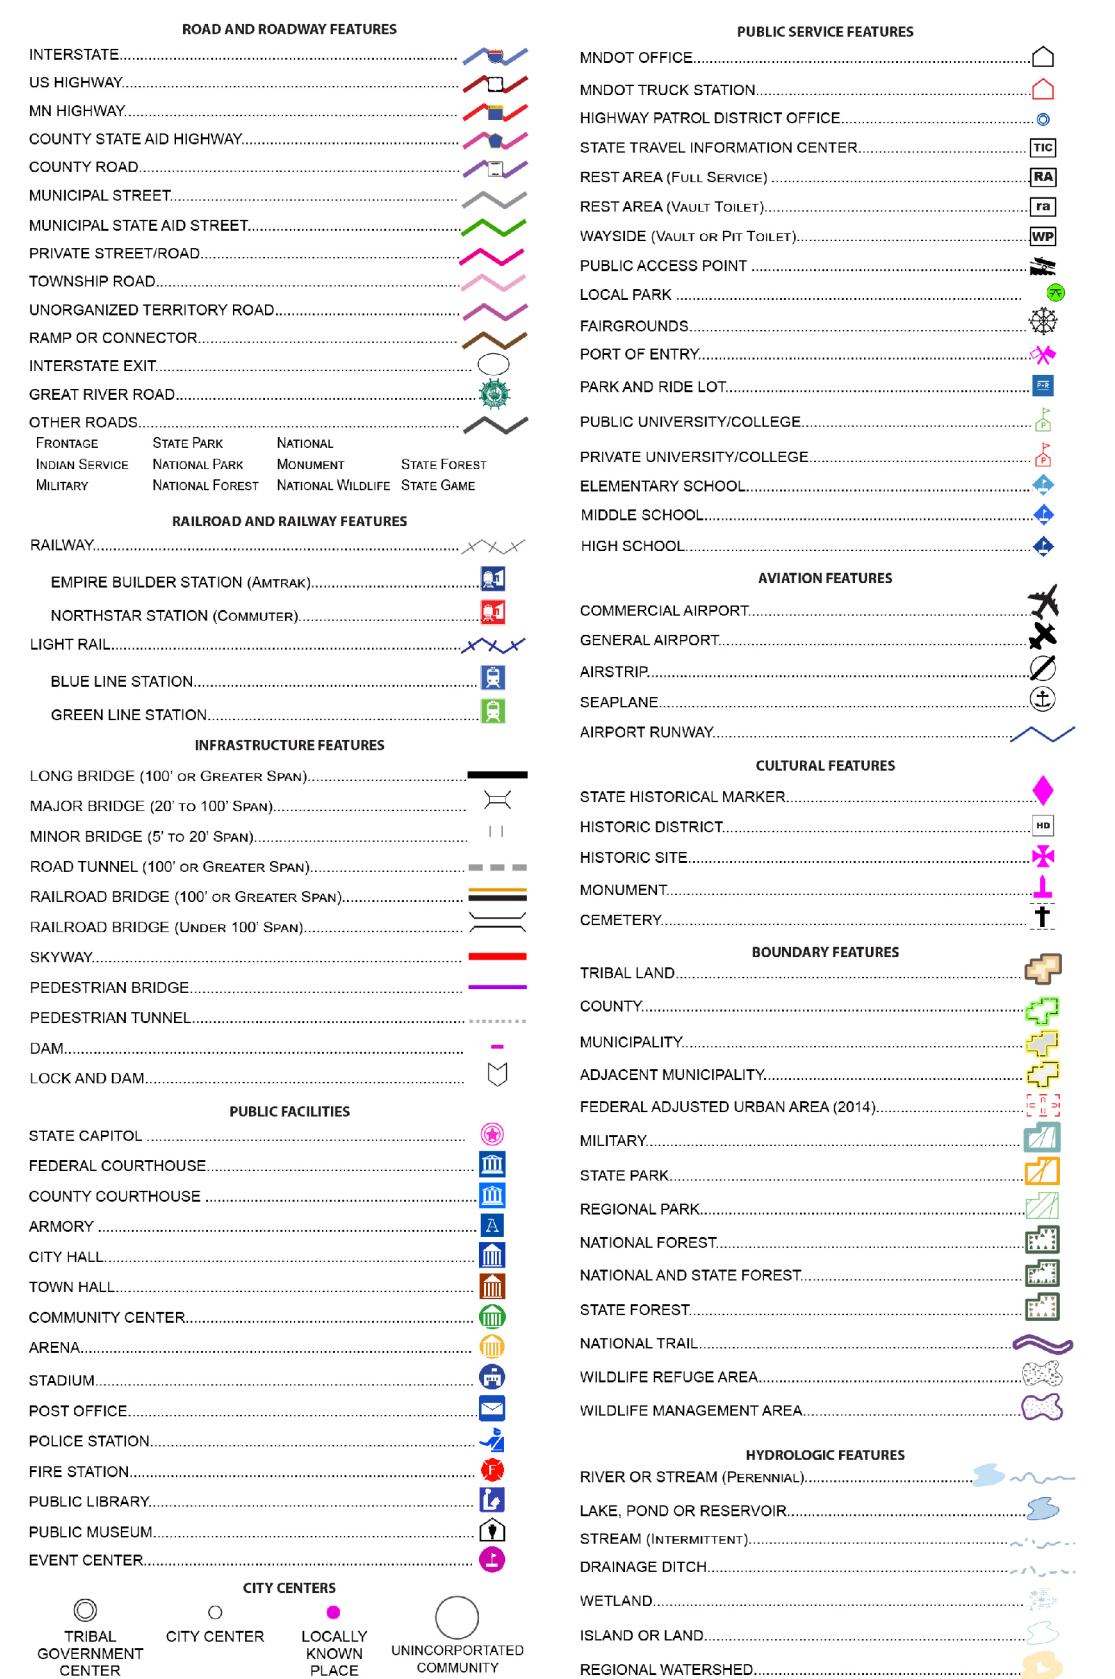 ROAD AND ROADWAY FEATURES
INTERSTATE
US HIGHWAY
MN HIGHWAY
COUNTY STATE AID HIGHWAY
COUNTY ROAD
MUNICIPAL STREET
MUNICIPAL STATE AID STREET
PRIVATE STREET/ROAD
TOWNSHIP ROAD
UNORGANIZED TERRITORY ROAD
RAMP OR CONNECTOR
INTERSTATE EXIT
GREAT RIVER ROAD
OTHER ROADS
FRONTAGE STATE PARK NATIONAL
INDIAN SERVICE NATIONAL PARK MONUMENT STATE FOREST
MILITARY NATIONAL FOREST NATIONAL WILDLIFE STATE GAME
RAILROAD AND RAILWAY FEATURES
RAILWAY
EMPIRE BUILDER STATION (AMTRAK)
NORTHSTAR STATION (COMMUTER)
LIGHT RAIL
BLUE LINE STATION
GREEN LINE STATION
INFRASTRUCTURE FEATURES
LONG BRIDGE (100' OR GREATER SPAN)
MAJOR BRIDGE (20' TO 100' SPAN)
MINOR BRIDGE (5' TO 20' SPAN)
ROAD TUNNEL (100' OR GREATER SPAN)
RAILROAD BRIDGE (100' OR GREATER SPAN)
RAILROAD BRIDGE (UNDER 100' SPAN)
SKYWAY
PEDESTRIAN BRIDGE
PEDESTRIAN TUNNEL
DAM
LOCK AND DAM
PUBLIC FACILITIES
STATE CAPITOL
FEDERAL COURTHOUSE
COUNTY COURTHOUSE
ARMORY A
CITY HALL
TOWN HALL
COMMUNITY CENTER
ARENA
STADIUM
POST OFFICE
POLICE STATION
FIRE STATION F
PUBLIC LIBRARY
PUBLIC MUSEUM
EVENT CENTER
CITY CENTERS
TRIBAL
GOVERNMENT
CENTER
CITY CENTER
LOCALLY
KNOWN
PLACE
UNINCORPORTATED
COMMUNITY
PUBLIC SERVICE FEATURES
MNDOT OFFICE
MNDOT TRUCK STATION
HIGHWAY PATROL DISTRICT OFFICE
STATE TRAVEL INFORMATION CENTER TIC
REST AREA (FULL SERVICE) RA
REST AREA (VAULT TOILET) ra
WAYSIDE (VAULT OR PIT TOILET) WP
PUBLIC ACCESS POINT
LOCAL PARK
FAIRGROUNDS
PORT OF ENTRY
PARK AND RIDE LOT P+R
PUBLIC UNIVERSITY/COLLEGE P
PRIVATE UNIVERSITY/COLLEGE P
ELEMENTARY SCHOOL
MIDDLE SCHOOL
HIGH SCHOOL
AVIATION FEATURES
COMMERCIAL AIRPORT
GENERAL AIRPORT
AIRSTRIP
SEAPLANE
AIRPORT RUNWAY
CULTURAL FEATURES
STATE HISTORICAL MARKER
HISTORIC DISTRICT HD
HISTORIC SITE
MONUMENT
CEMETERY
BOUNDARY FEATURES
TRIBAL LAND
COUNTY
MUNICIPALITY
ADJACENT MUNICIPALITY
FEDERAL ADJUSTED URBAN AREA (2014)
MILITARY
STATE PARK
REGIONAL PARK
NATIONAL FOREST
NATIONAL AND STATE FOREST
STATE FOREST
NATIONAL TRAIL
WILDLIFE REFUGE AREA
WILDLIFE MANAGEMENT AREA
HYDROLOGIC FEATURES
RIVER OR STREAM (PERENNIAL)
LAKE, POND OR RESERVOIR
STREAM (INTERMITTENT)
DRAINAGE DITCH
WETLAND
ISLAND OR LAND
REGIONAL WATERSHED